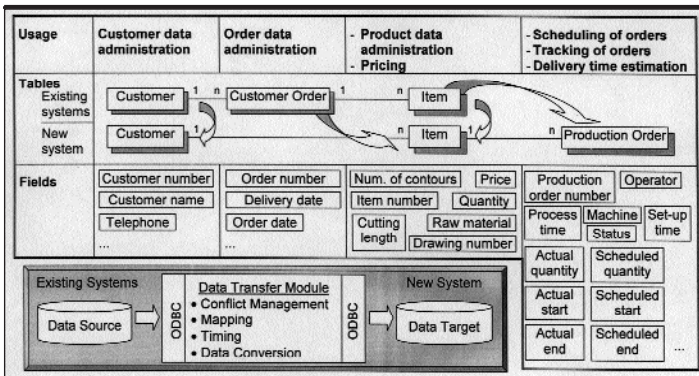 Usage
Customer data
administration
Order data
administration
- Product data
administration
- Pricing
- Scheduling of orders
- Tracking of orders
- Delivery time estimation
Tables
Existing
systems
Customer
1
n
Customer Order
1
n
Item
New
system
Customer
1
n
Item
1
n
Production Order
Fields
Customer number
Customer name
Telephone
...
Order number
Delivery date
Order date
...
Num. of contours
Price
Item number
Quantity
Cutting
length
Raw material
Drawing number
Production
order number
Operator
Process
time
Machine
Status
Set-up
time
Actual
quantity
Scheduled
quantity
Actual
start
Scheduled
start
Actual
end
Scheduled
end
...
Existing Systems
Data Source
ODBC
Data Transfer Module
• Conflict Management
• Mapping
• Timing
• Data Conversion
ODBC
New System
Data Target